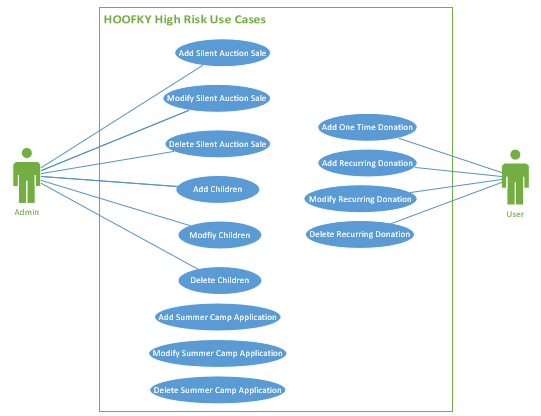 HOOFKY High Risk Use Cases
Add Silent Auction Sale
Modify Silent Auction Sale
Delete Silent Auction Sale
Add Children
Modfiy Children
Delete Children
Add Summer Camp Application
Modify Summer Camp Application
Delete Summer Camp Application
Add One Time Donation
Add Recurring Donation
Modify Recurring Donation
Delete Recurring Donation
Admin
User